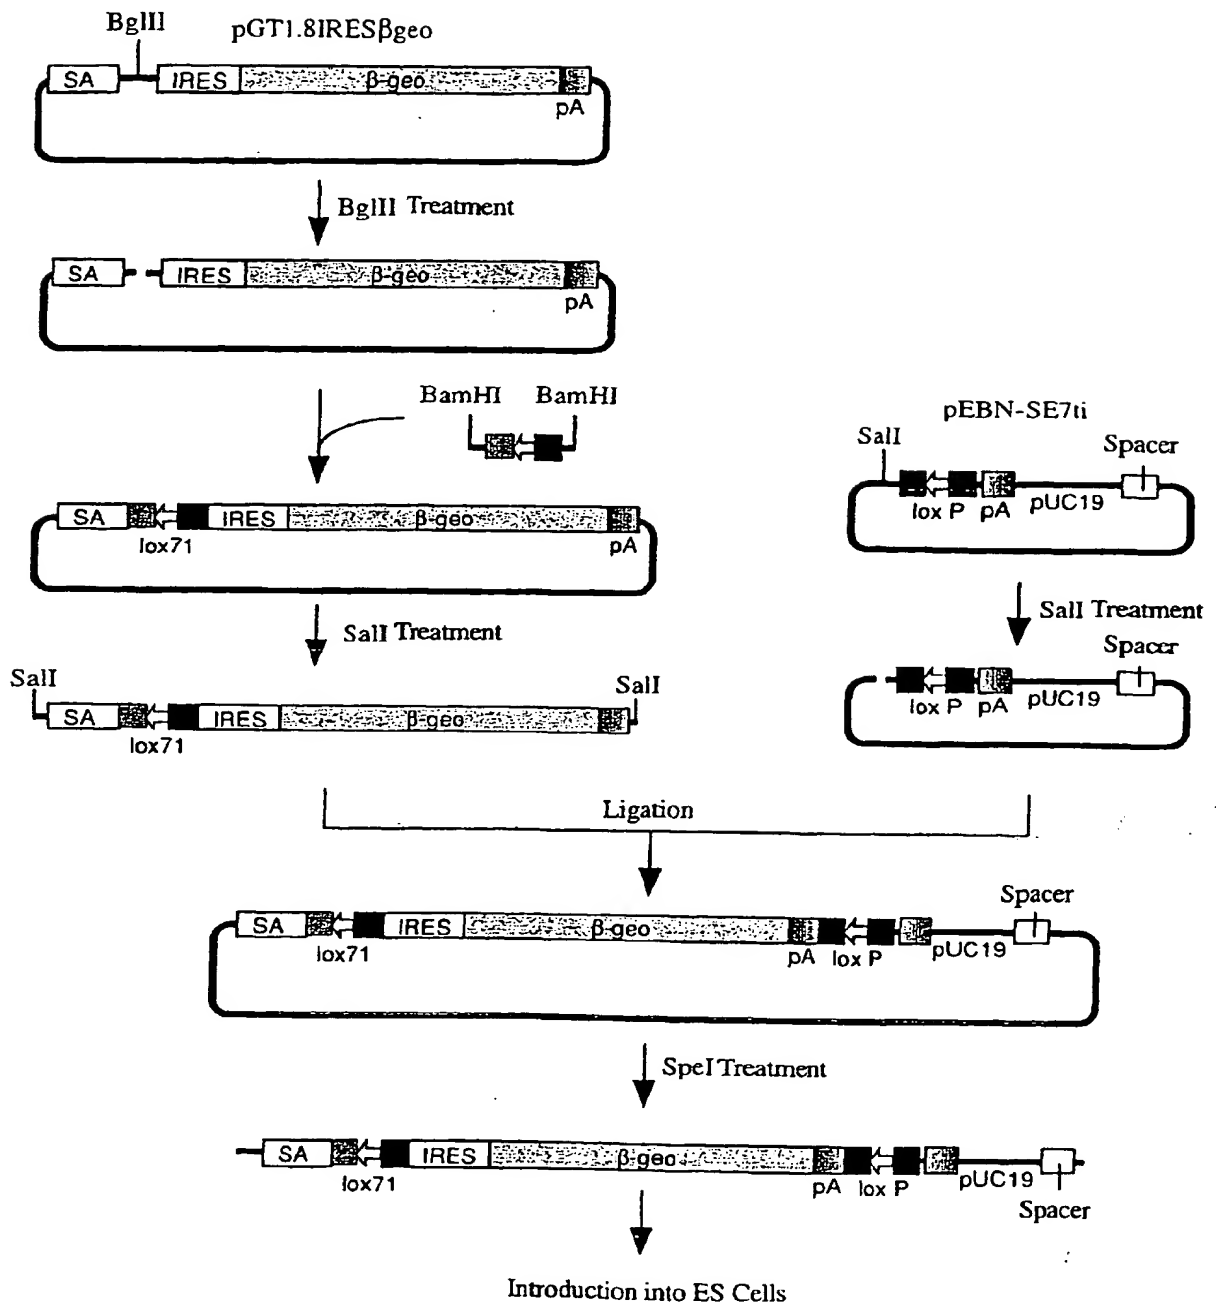 BglII pGT1.8IRESβgeo
SA IRES β-geo
pA
BglII Treatment
SA IRES β-geo
pA
BamHI BamHI
SA IRES β-geo
lox71 pA
SalI Treatment
SalI SalI
SA IRES β-geo
lox71
pEBN-SE7ti
SalI Spacer
lox P pA pUC19
SalI Treatment
Spacer
lox P pA pUC19
Ligation
Spacer
SA IRES β-geo
lox71 pA lox P pUC19
SpeI Treatment
SA IRES β-geo
lox71 pA lox P pUC19
Spacer
Introduction into ES Cells